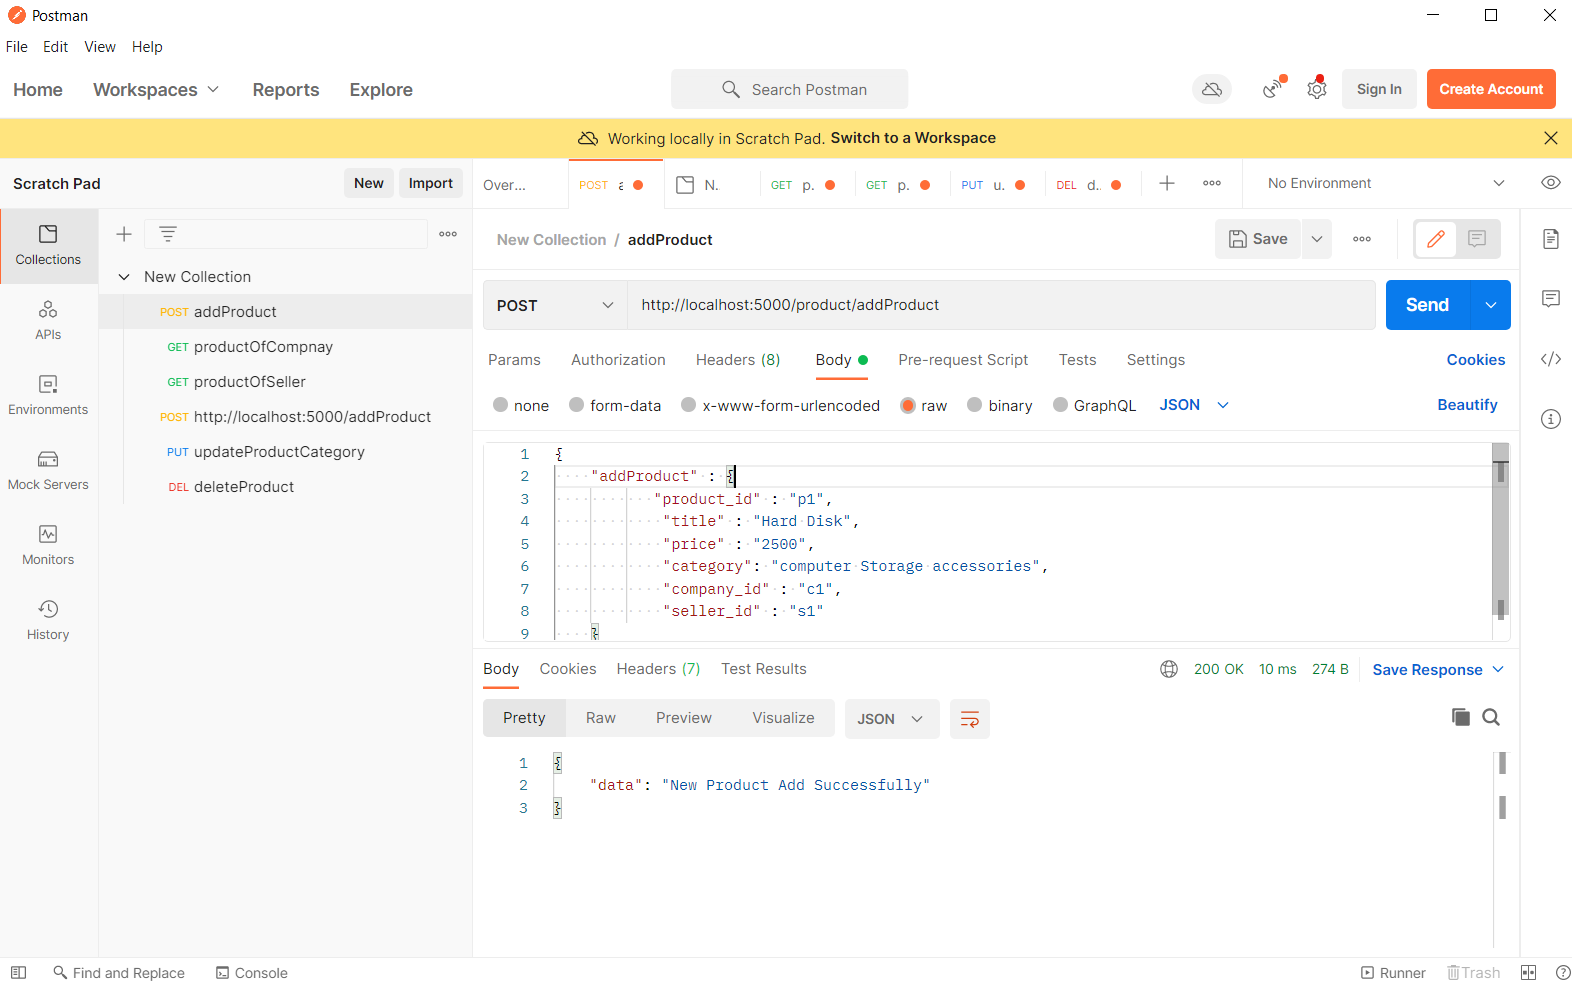 Postman
File Edit View Help
Home Workspaces Reports Explore Search Postman Sign In Create Account
Working locally in Scratch Pad. Switch to a Workspace
Scratch Pad New Import Over... POST a N. GET p. GET p. PUT u. DEL d. No Environment
Collections
APIs
Environments
Mock Servers
Monitors
History
New Collection
POST addProduct
GET productOfCompnay
GET productOfSeller
POST http://localhost:5000/addProduct
PUT updateProductCategory
DEL deleteProduct
New Collection / addProduct Save
POST http://localhost:5000/product/addProduct Send
Params Authorization Headers (8) Body Pre-request Script Tests Settings Cookies
none form-data x-www-form-urlencoded raw binary GraphQL JSON Beautify
1 {
2 "addProduct" : {
3 "product_id" : "p1",
4 "title" : "Hard Disk",
5 "price" : "2500",
6 "category": "computer Storage accessories",
7 "company_id" : "c1",
8 "seller_id" : "s1"
9 }
Body Cookies Headers (7) Test Results 200 OK 10 ms 274 B Save Response
Pretty Raw Preview Visualize JSON
1 {
2 "data": "New Product Add Successfully"
3 }
Find and Replace Console Runner Trash